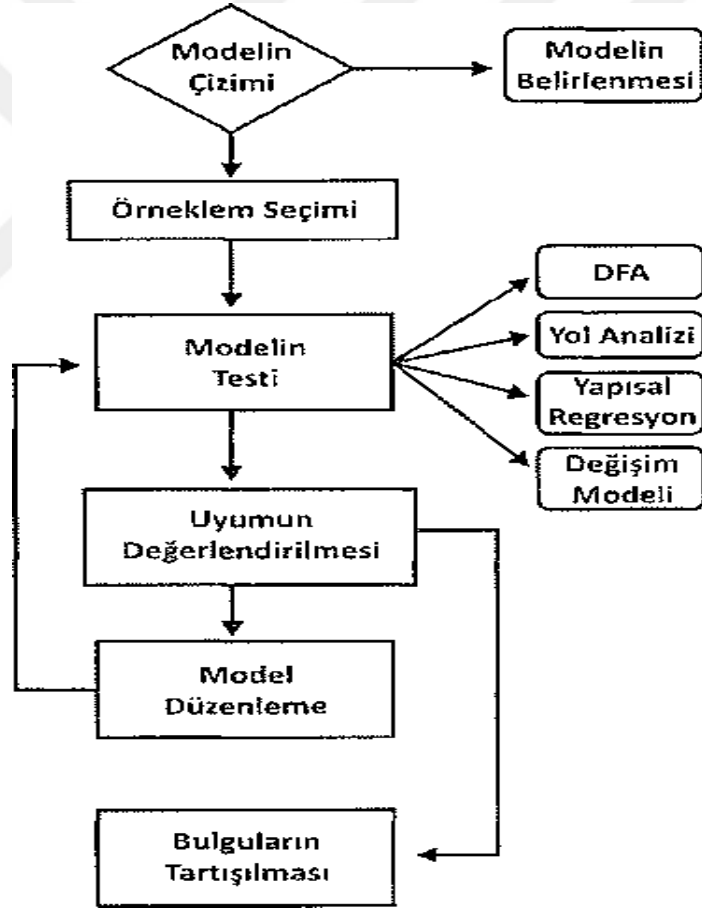 Modelin
Çizimi
Modelin
Belirlenmesi
Örneklem Seçimi
Modelin
Testi
DFA
Yol Analizi
Yapısal
Regresyon
Değişim
Modeli
Uyumun
Değerlendirilmesi
Model
Düzenleme
Bulguların
Tartışılması